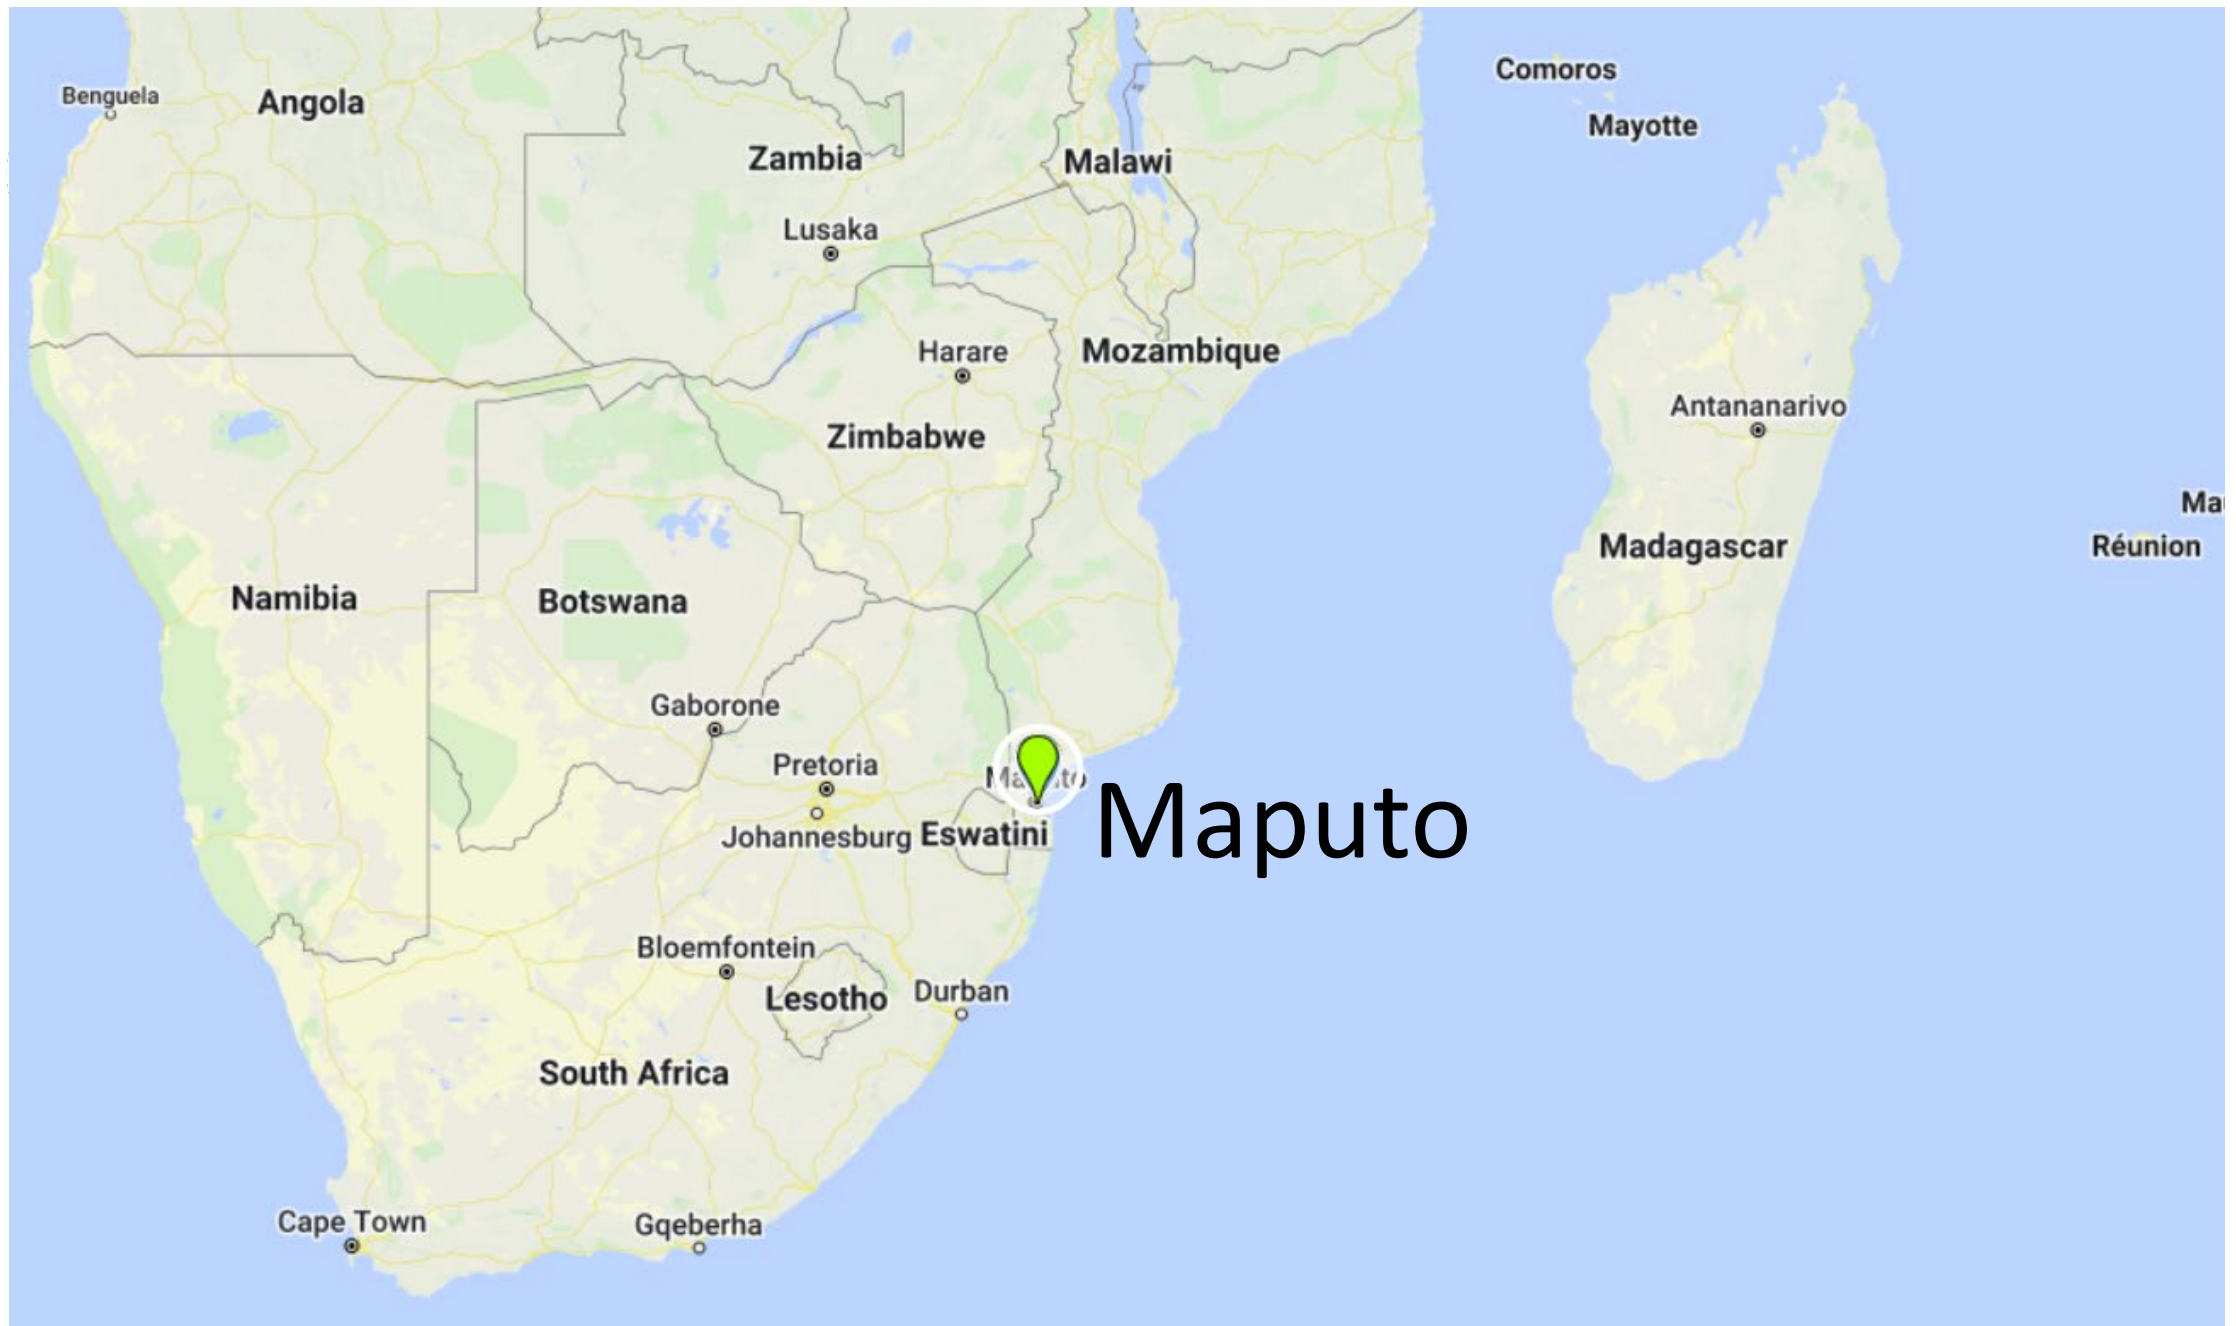 Comoros
Benguela
Angola
Mayotte
Zambia
Malawi
Lusaka
Harare
Mozambique
Antananarivo
Zimbabwe
Réunion
Madagascar
Namibia
Botswana
Gaborone
Pretoria
Maputo
Johannesburg
Eswatini
Bloemfontein
Lesotho
Durban
South Africa
Cape Town
Gqeberha